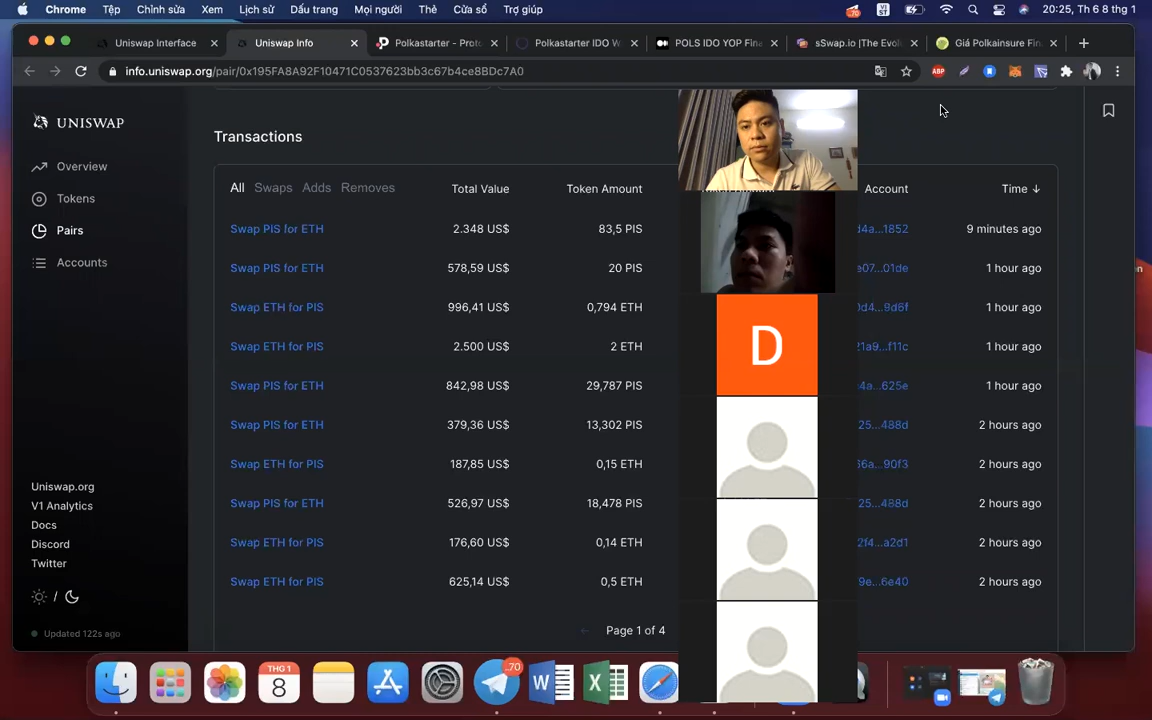 Chrome Tệp Chỉnh sửa Xem Lịch sử Dấu trang Mọi người Thẻ Cửa sổ Trợ giúp 70 VI ST 20:25, Th 6 8 thg 1
Uniswap Interface Uniswap Info Polkastarter - Proto Polkastarter IDO W POLS IDO YOP Fina sSwap.io |The Evol Giá Polkainsure Fin
info.uniswap.org/pair/0x195FA8A92F10471C0537623bb3c67b4ce8BDc7A0 ABP
UNISWAP
Overview
Tokens
Pairs
Accounts
Transactions
All Swaps Adds Removes Total Value Token Amount Account Time ↓
Swap PIS for ETH 2.348 US$ 83,5 PIS d4a...1852 9 minutes ago
Swap PIS for ETH 578,59 US$ 20 PIS e07...01de 1 hour ago
Swap ETH for PIS 996,41 US$ 0,794 ETH 0d4...8d6f 1 hour ago
Swap ETH for PIS 2.500 US$ 2 ETH 21a9...f11c 1 hour ago
Swap PIS for ETH 842,98 US$ 29,787 PIS c4a...625e 1 hour ago
Swap PIS for ETH 379,36 US$ 13,302 PIS 25...488d 2 hours ago
Swap ETH for PIS 187,85 US$ 0,15 ETH 66a...90f3 2 hours ago
Swap PIS for ETH 526,97 US$ 18,478 PIS 25...488d 2 hours ago
Swap ETH for PIS 176,60 US$ 0,14 ETH 2f4...a2d1 2 hours ago
Swap ETH for PIS 625,14 US$ 0,5 ETH 9e...6e40 2 hours ago
← Page 1 of 4
D
Uniswap.org
V1 Analytics
Docs
Discord
Twitter
/
Updated 122s ago
THG 1
8
70
W
X